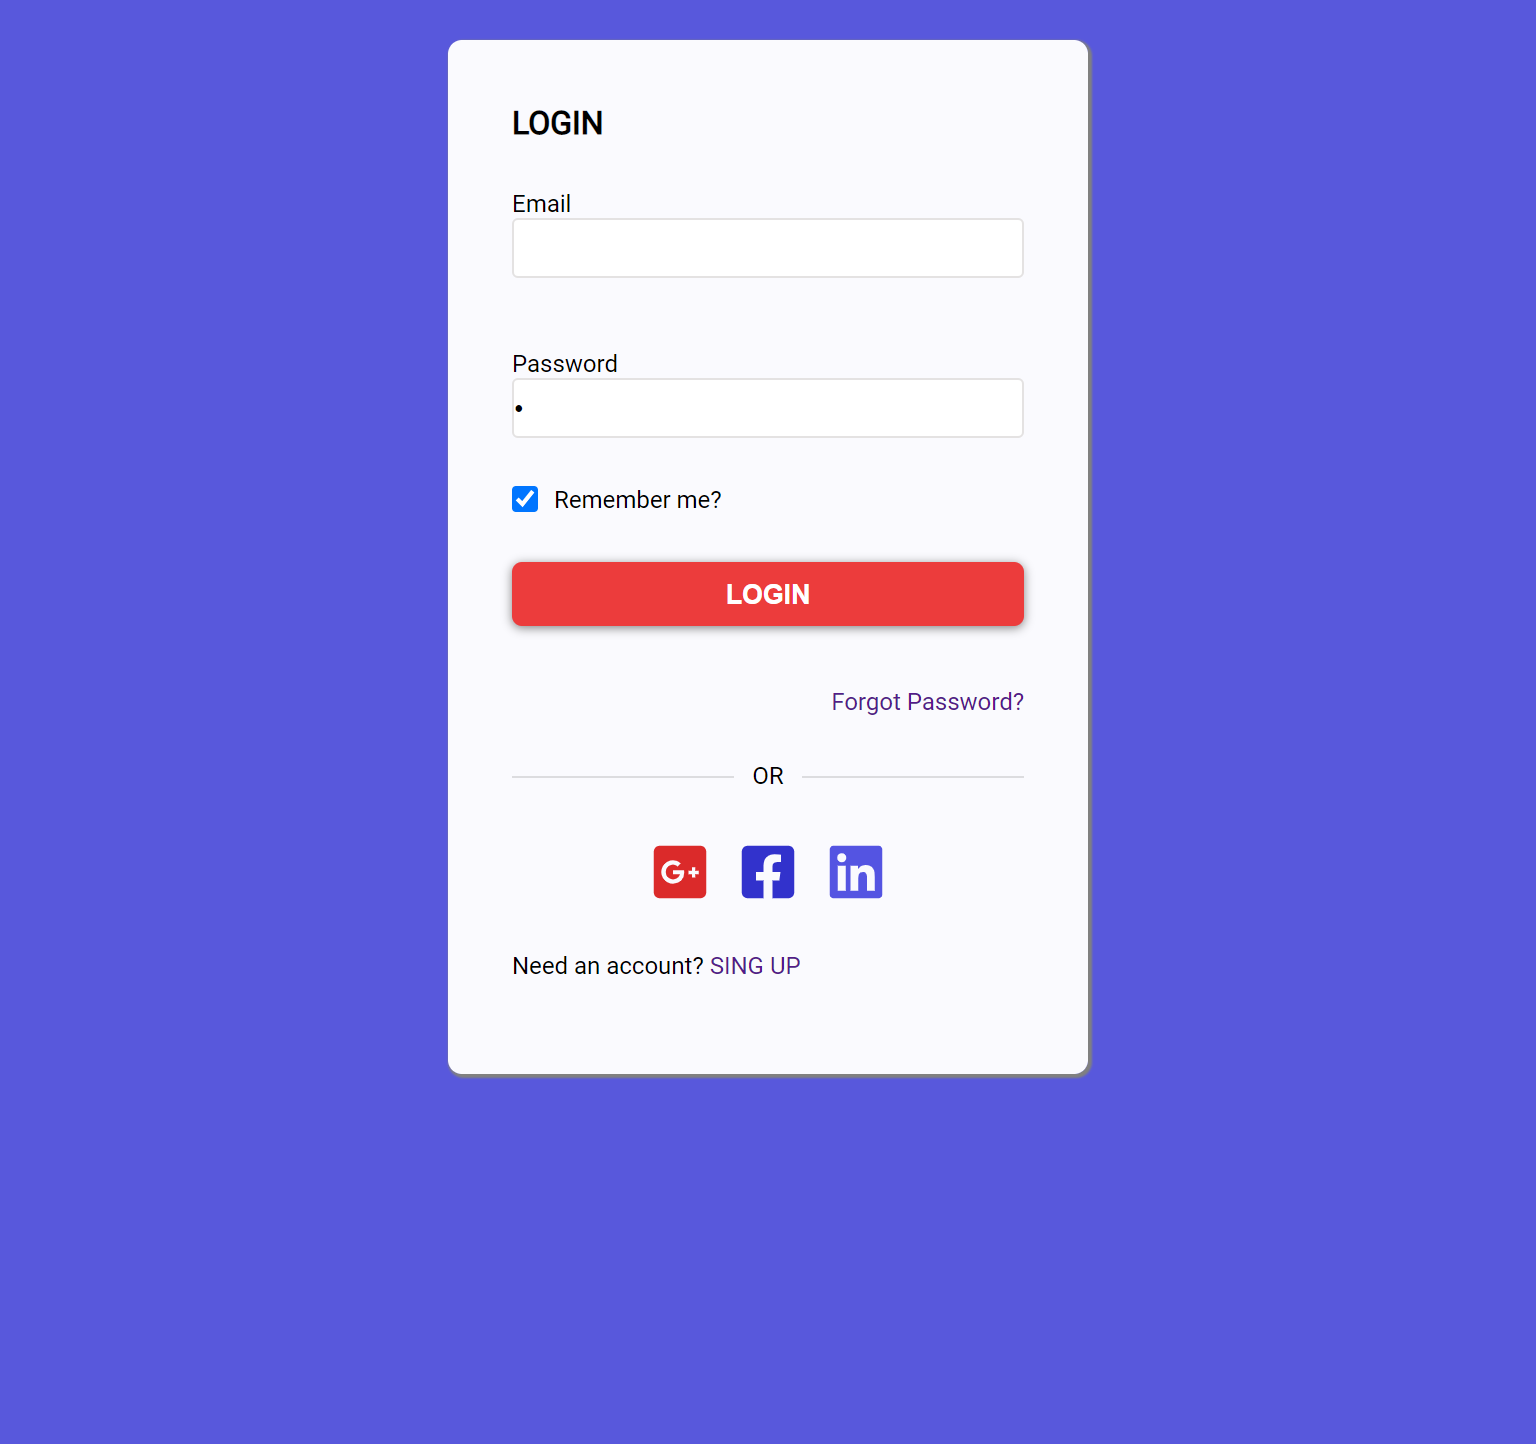 LOGIN
Email
Password
•
Remember me?
LOGIN
Forgot Password?
OR
G+ f in
Need an account? SING UP